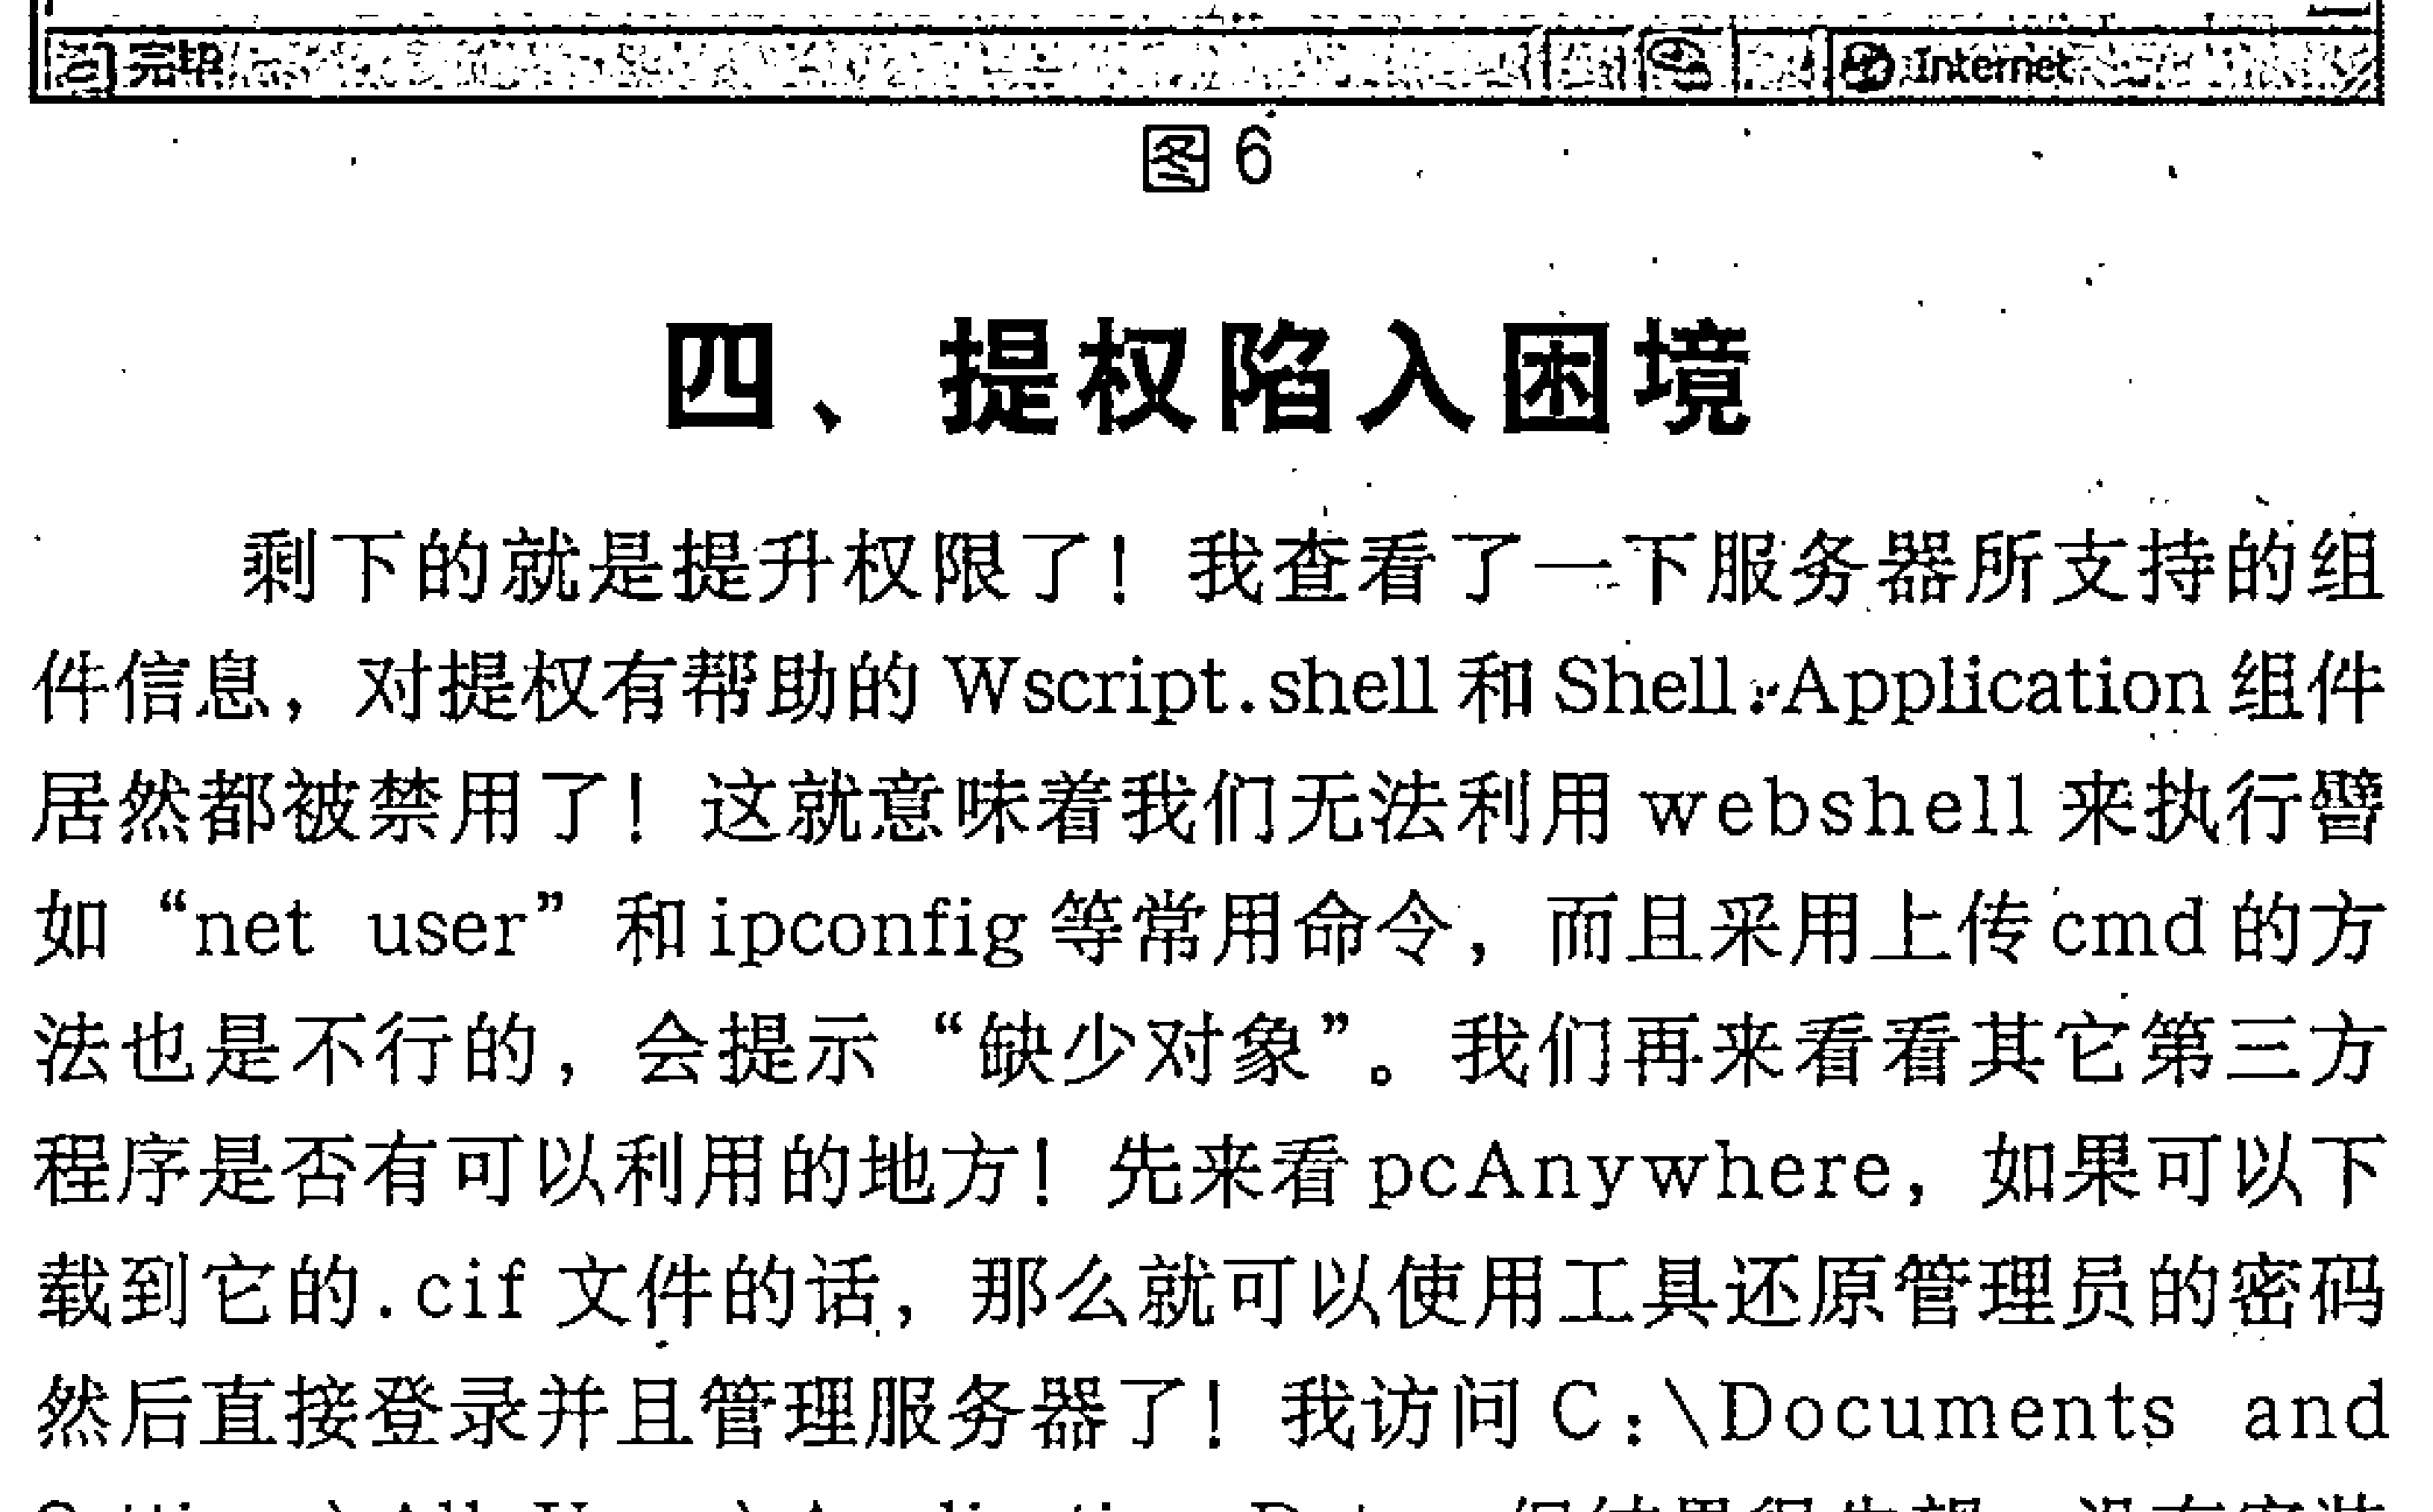 完毕 Internet
图6
四、提权陷入困境
剩下的就是提升权限了！我查看了一下服务器所支持的组
件信息，对提权有帮助的 Wscript.shell 和 Shell.Application 组件
居然都被禁用了！这就意味着我们无法利用 webshell 来执行譬
如“net user”和 ipconfig 等常用命令，而且采用上传 cmd 的方
法也是不行的，会提示“缺少对象”。我们再来看看其它第三方
程序是否有可以利用的地方！先来看 pcAnywhere，如果可以下
载到它的.cif 文件的话，那么就可以使用工具还原管理员的密码
然后直接登录并且管理服务器了！我访问 C:\Documents and